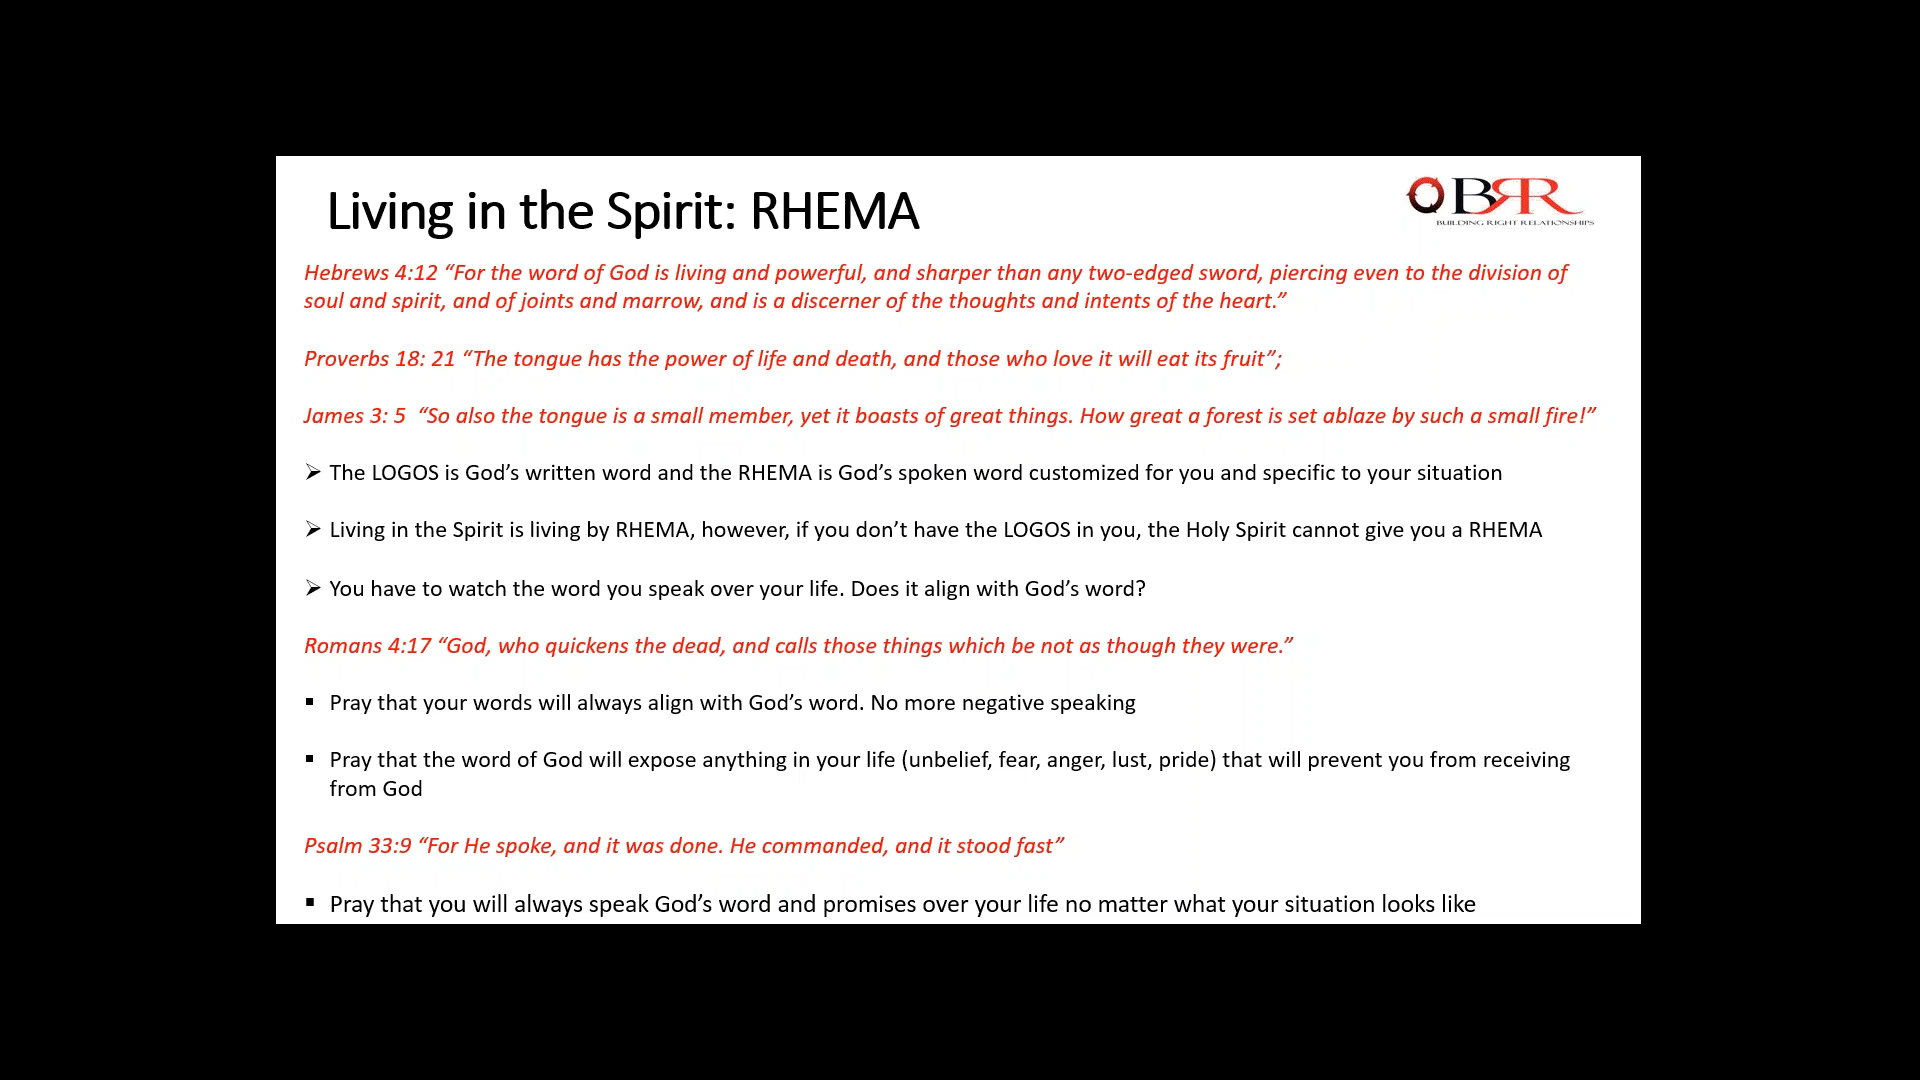 Living in the Spirit: RHEMA
BRR
BUILDING RIGHT RELATIONSHIPS
Hebrews 4:12 “For the word of God is living and powerful, and sharper than any two-edged sword, piercing even to the division of
soul and spirit, and of joints and marrow, and is a discerner of the thoughts and intents of the heart.”
Proverbs 18: 21 “The tongue has the power of life and death, and those who love it will eat its fruit”;
James 3: 5 “So also the tongue is a small member, yet it boasts of great things. How great a forest is set ablaze by such a small fire!”
➢ The LOGOS is God’s written word and the RHEMA is God’s spoken word customized for you and specific to your situation
➢ Living in the Spirit is living by RHEMA, however, if you don’t have the LOGOS in you, the Holy Spirit cannot give you a RHEMA
➢ You have to watch the word you speak over your life. Does it align with God’s word?
Romans 4:17 “God, who quickens the dead, and calls those things which be not as though they were.”
▪ Pray that your words will always align with God’s word. No more negative speaking
▪ Pray that the word of God will expose anything in your life (unbelief, fear, anger, lust, pride) that will prevent you from receiving
from God
Psalm 33:9 “For He spoke, and it was done. He commanded, and it stood fast”
▪ Pray that you will always speak God’s word and promises over your life no matter what your situation looks like